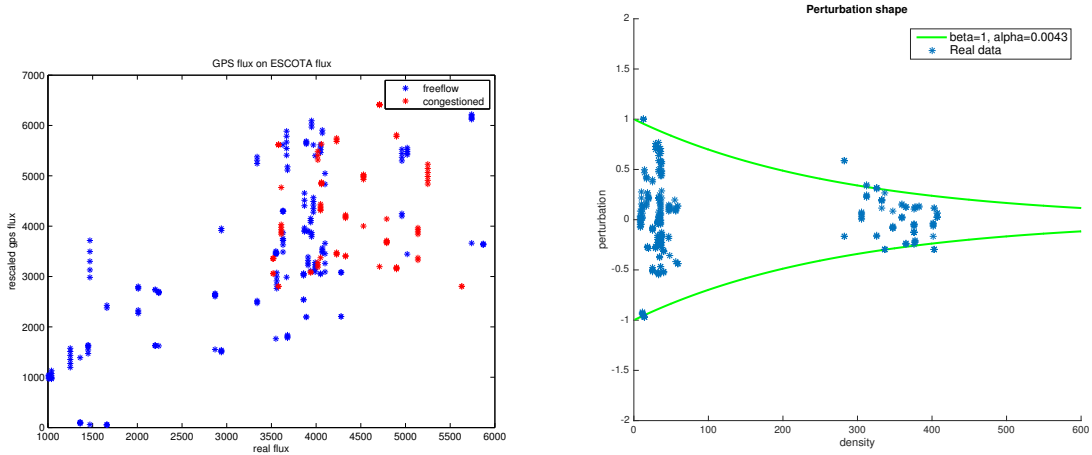 GPS flux on ESCOTA flux
7000
6000
5000
4000
3000
2000
1000
0
rescaled gps flux
freeflow
congestioned
1000 1500 2000 2500 3000 3500 4000 4500 5000 5500 6000
real flux
Perturbation shape
2
1.5
1
0.5
0
-0.5
-1
-1.5
-2
perturbation
beta=1, alpha=0.0043
Real data
0 100 200 300 400 500 600
density